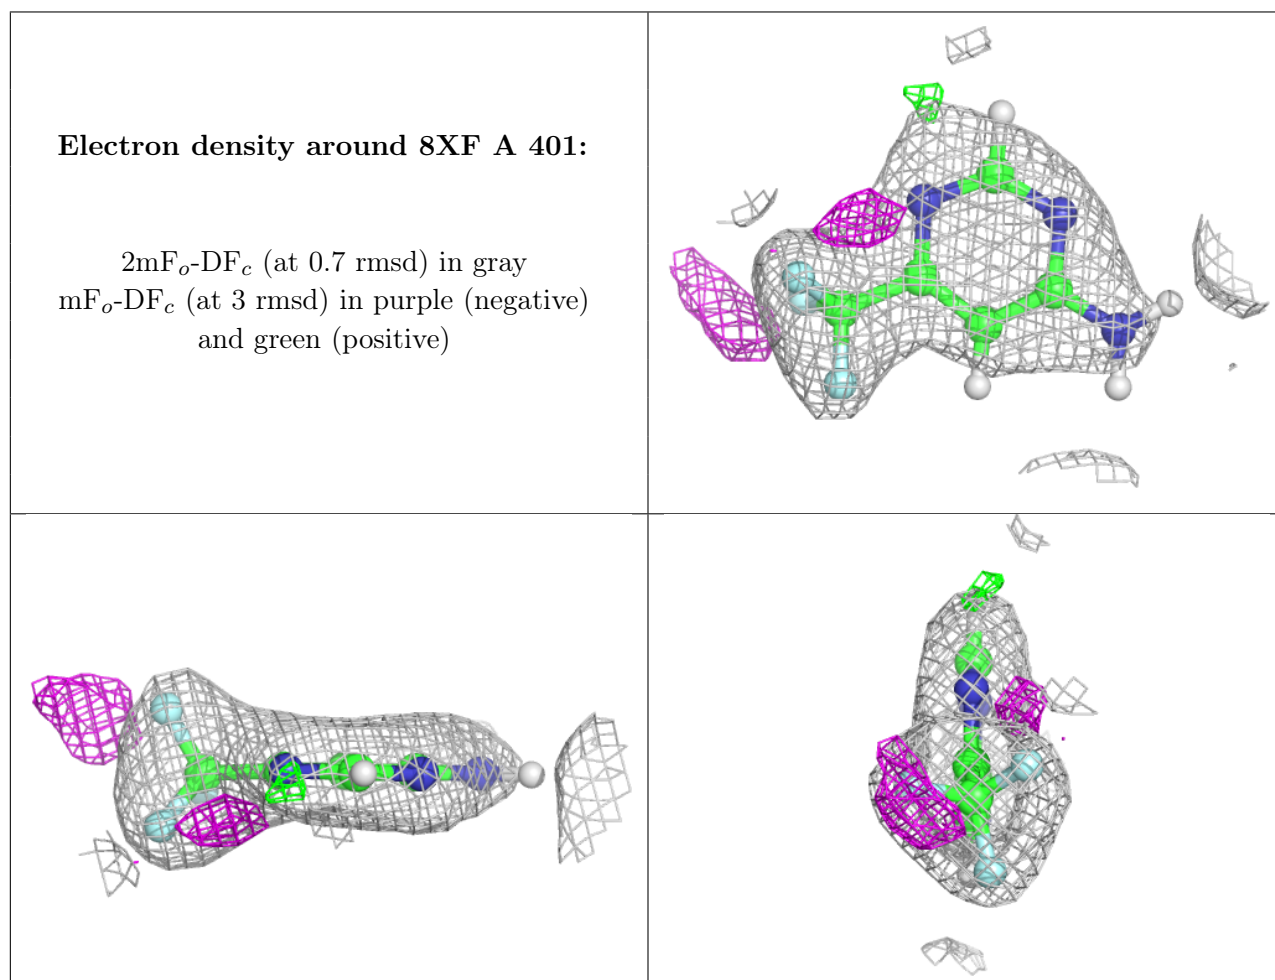 Electron density around 8XF A 401:
2mFo-DFc (at 0.7 rmsd) in gray
mFo-DFc (at 3 rmsd) in purple (negative)
and green (positive)